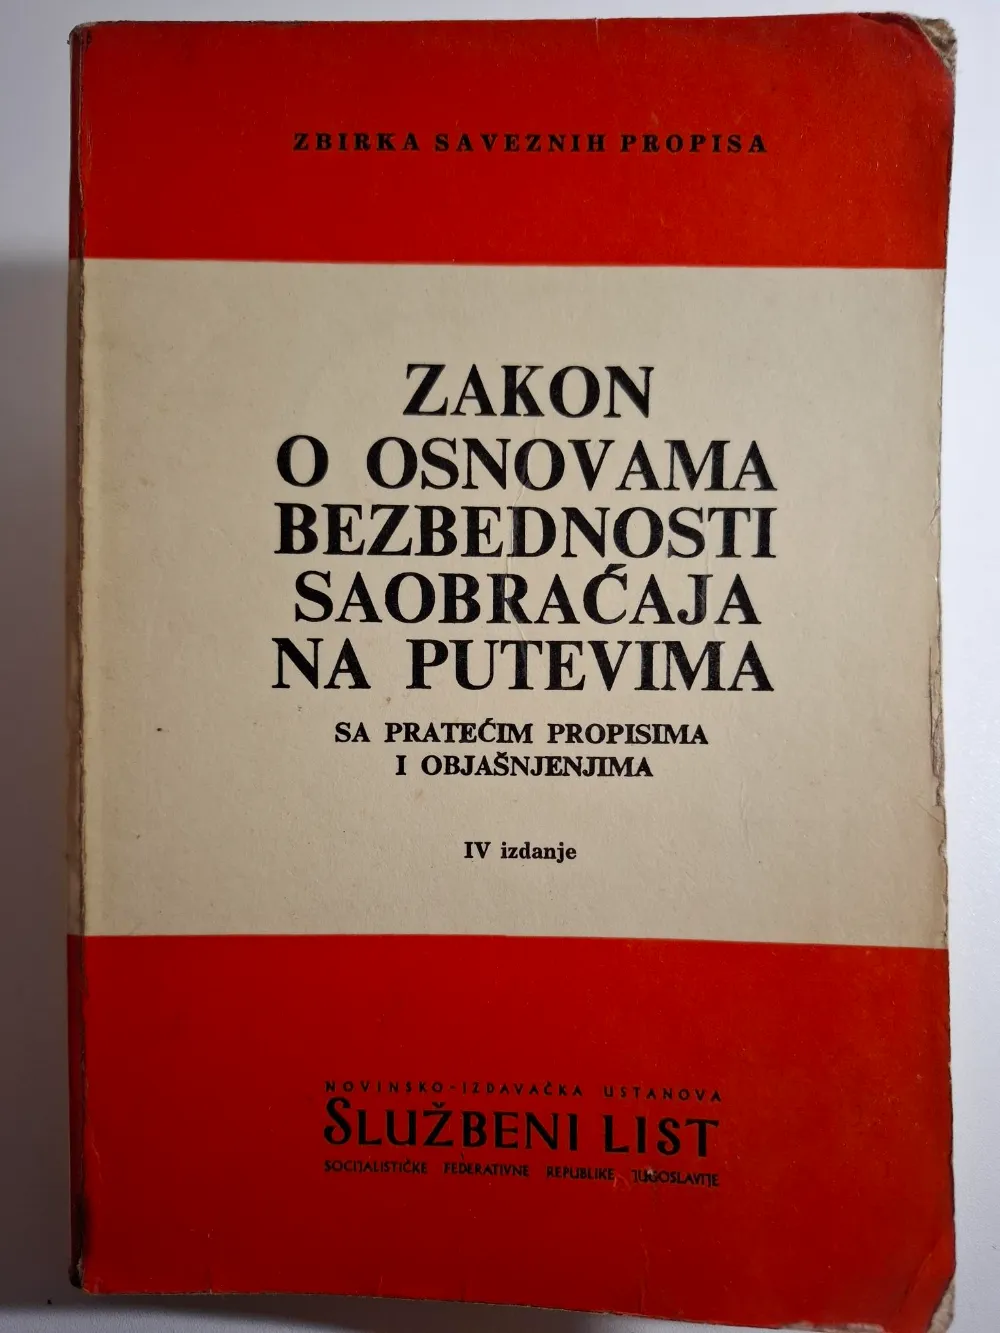 ZBIRKA SAVEZNIH PROPISA
ZAKON
O OSNOVAMA
BEZBEDNOSTI
SAOBRAĆAJA
NA PUTEVIMA
SA PRATEĆIM PROPISIMA
I OBJAŠNJENJIMA
IV izdanje
NOVINSKO-IZDAVAČKA USTANOVA
SLUŽBENI LIST
SOCIJALISTIČKE FEDERATIVNE REPUBLIKE JUGOSLAVIJE